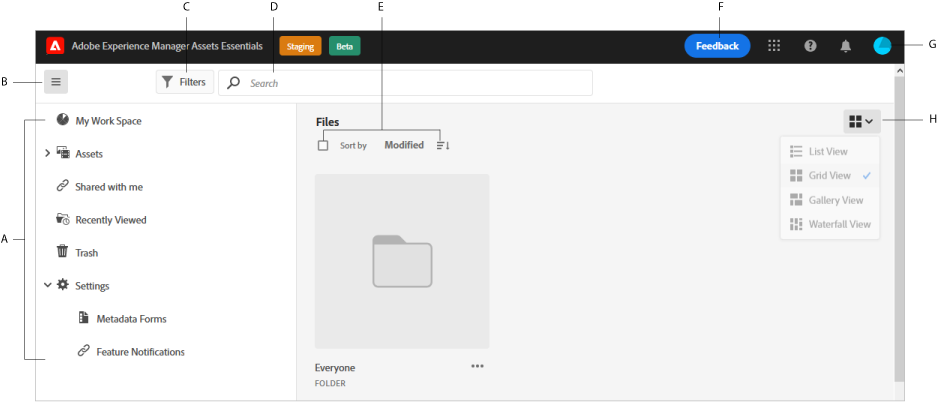 C D E F
Adobe Experience Manager Assets Essentials Staging Beta Feedback ? G
B Filters Search
A
My Work Space
Assets
Shared with me
Recently Viewed
Trash
Settings
Metadata Forms
Feature Notifications
Files H
Sort by Modified
List View
Grid View
Gallery View
Waterfall View
Everyone
FOLDER